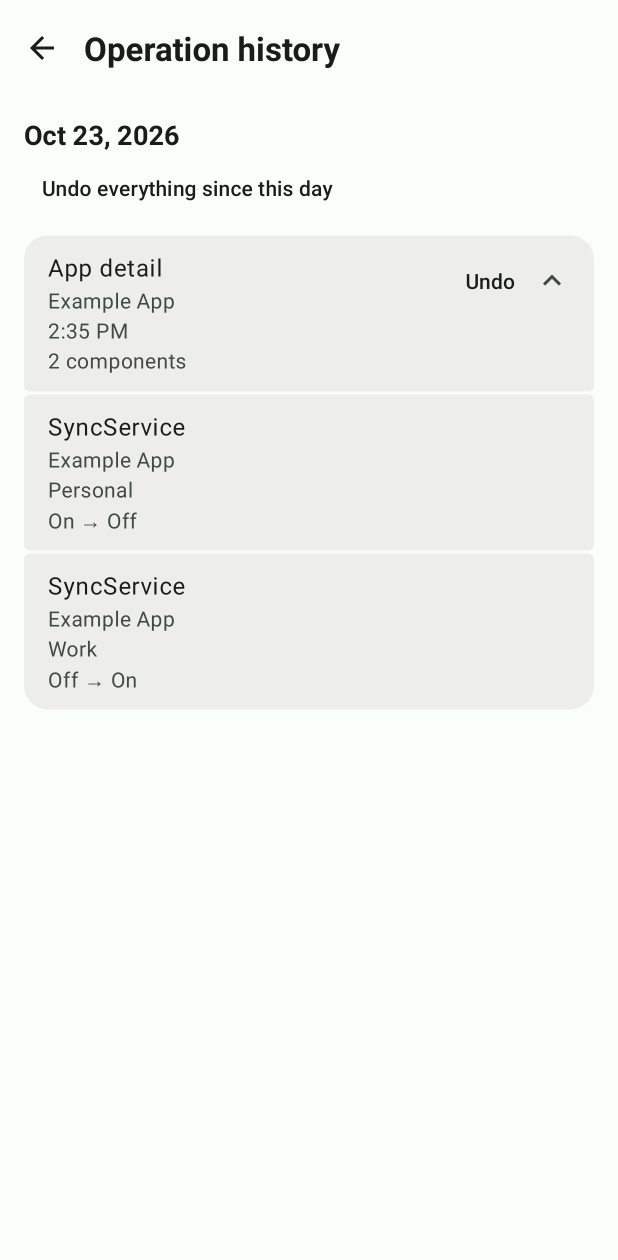 Operation history
Oct 23, 2026
Undo everything since this day
App detail
Undo
Example App
2:35 PM
2 components
SyncService
Example App
Personal
On → Off
SyncService
Example App
Work
Off → On